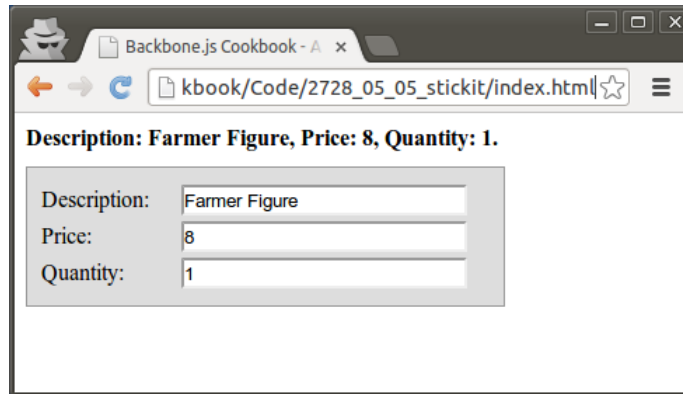 Backbone.js Cookbook - A
kbook/Code/2728_05_05_stickit/index.html
Description: Farmer Figure, Price: 8, Quantity: 1.
Description: Farmer Figure
Price: 8
Quantity: 1